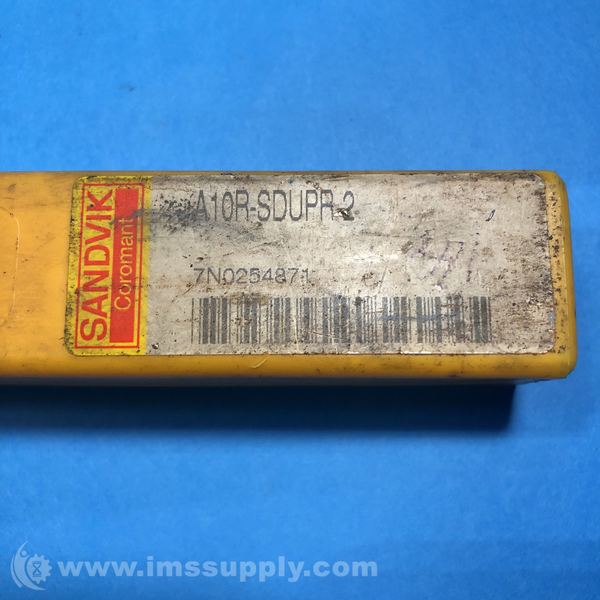 SANDVIK
Coromant
A10R-SDUPR-2
7N0254871
www.imssupply.com